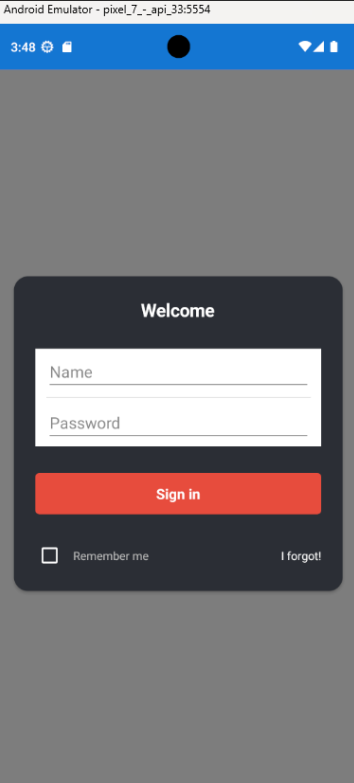 Android Emulator - pixel_7_-_api_33:5554
3:48
Welcome
Name
Password
Sign in
Remember me I forgot!